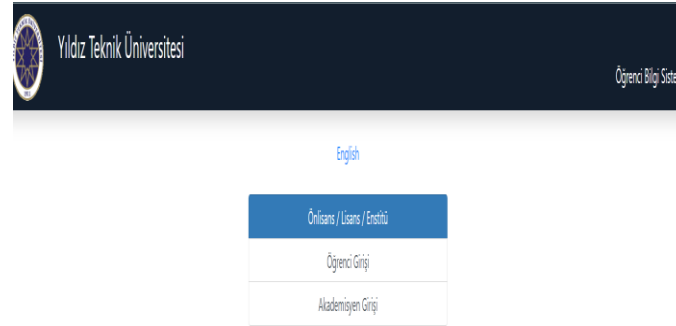 Yıldız Teknik Üniversitesi
Öğrenci Bilgi Siste
English
Önlisans / Lisans / Enstitü
Öğrenci Girişi
Akademisyen Girişi